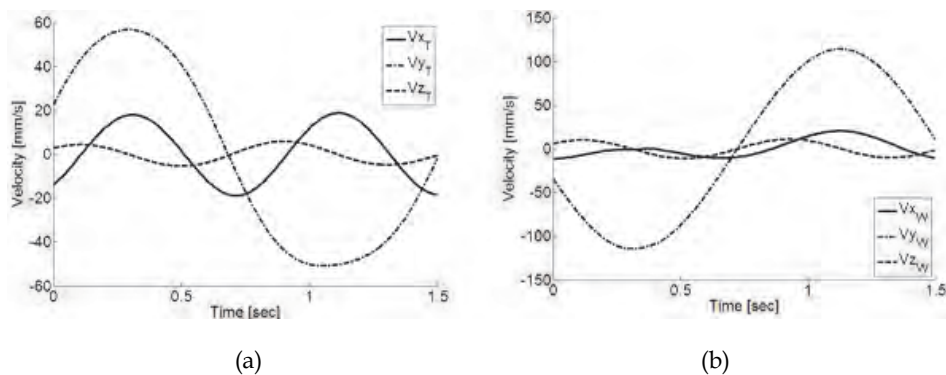 60
40
20
0
-20
-40
-60
Velocity [mm/s]
0
0.5
1
1.5
Time [sec]
Vx_T
Vy_T
Vz_T
(a)
150
100
50
0
-50
-100
-150
Velocity [mm/s]
0
0.5
1
1.5
Time [sec]
Vx_W
Vy_W
Vz_W
(b)